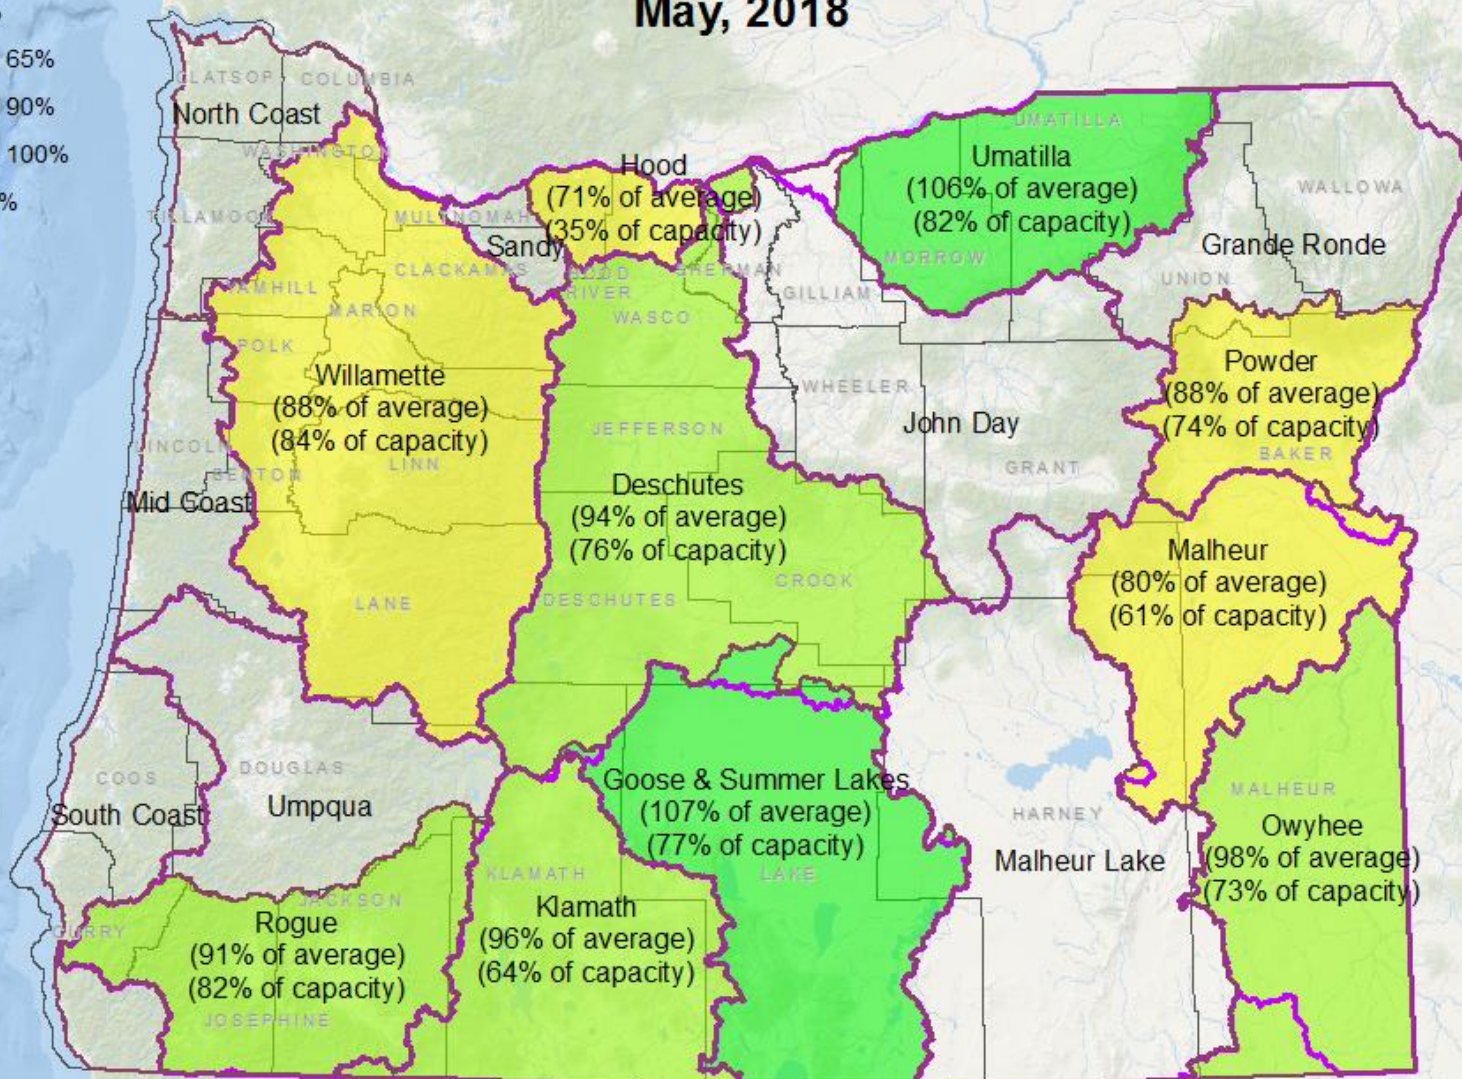 May, 2018
65%
90%
100%
%
CLATSOP
COLUMBIA
North Coast
WASHINGTON
TILLAMOOK
MULTNOMAH
Hood
(71% of average)
(35% of capacity)
Sandy
HOOD
RIVER
SHERMAN
CLACKAMAS
YAMHILL
MARION
WASCO
GILLIAM
UMATILLA
Umatilla
(106% of average)
(82% of capacity)
MORROW
WALLOWA
Grande Ronde
UNION
POLK
Willamette
(88% of average)
(84% of capacity)
LINCOLN
BENTON
LINN
Mid Coast
JEFFERSON
WHEELER
John Day
GRANT
Powder
(88% of average)
(74% of capacity)
BAKER
Deschutes
(94% of average)
(76% of capacity)
CROOK
DESCHUTES
LANE
Malheur
(80% of average)
(61% of capacity)
COOS
South Coast
DOUGLAS
Umpqua
Goose & Summer Lakes
(107% of average)
(77% of capacity)
LAKE
HARNEY
Malheur Lake
MALHEUR
Owyhee
(98% of average)
(73% of capacity)
KLAMATH
Klamath
(96% of average)
(64% of capacity)
CURRY
JACKSON
Rogue
(91% of average)
(82% of capacity)
JOSEPHINE